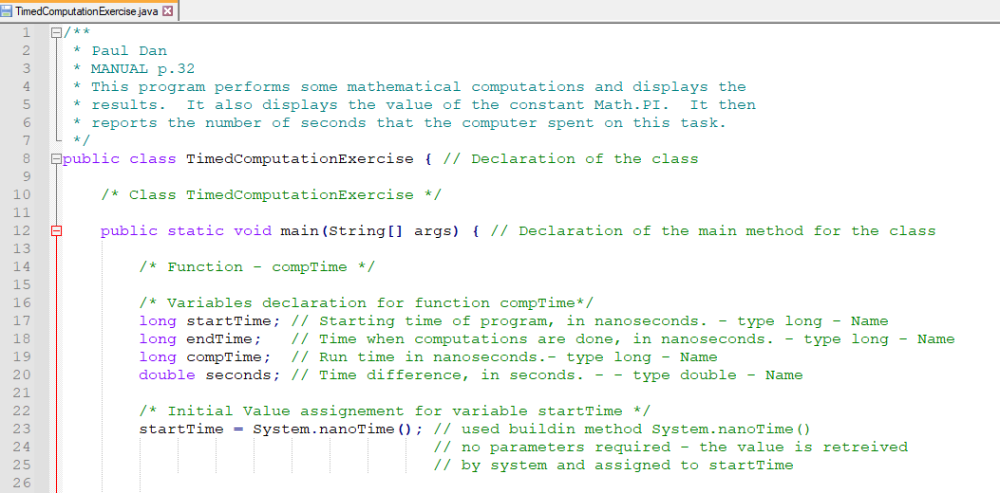 TimedComputationExercise.java
1 /**
2 * Paul Dan
3 * MANUAL p.32
4 * This program performs some mathematical computations and displays the
5 * results.  It also displays the value of the constant Math.PI.  It then
6 * reports the number of seconds that the computer spent on this task.
7 */
8 public class TimedComputationExercise { // Declaration of the class
9
10 /* Class TimedComputationExercise */
11
12 public static void main(String[] args) { // Declaration of the main method for the class
13
14 /* Function - compTime */
15
16 /* Variables declaration for function compTime*/
17 long startTime; // Starting time of program, in nanoseconds. - type long - Name
18 long endTime;   // Time when computations are done, in nanoseconds. - type long - Name
19 long compTime;  // Run time in nanoseconds.- type long - Name
20 double seconds; // Time difference, in seconds. - - type double - Name
21
22 /* Initial Value assignement for variable startTime */
23 startTime = System.nanoTime(); // used buildin method System.nanoTime()
24 // no parameters required - the value is retreived
25 // by system and assigned to startTime
26